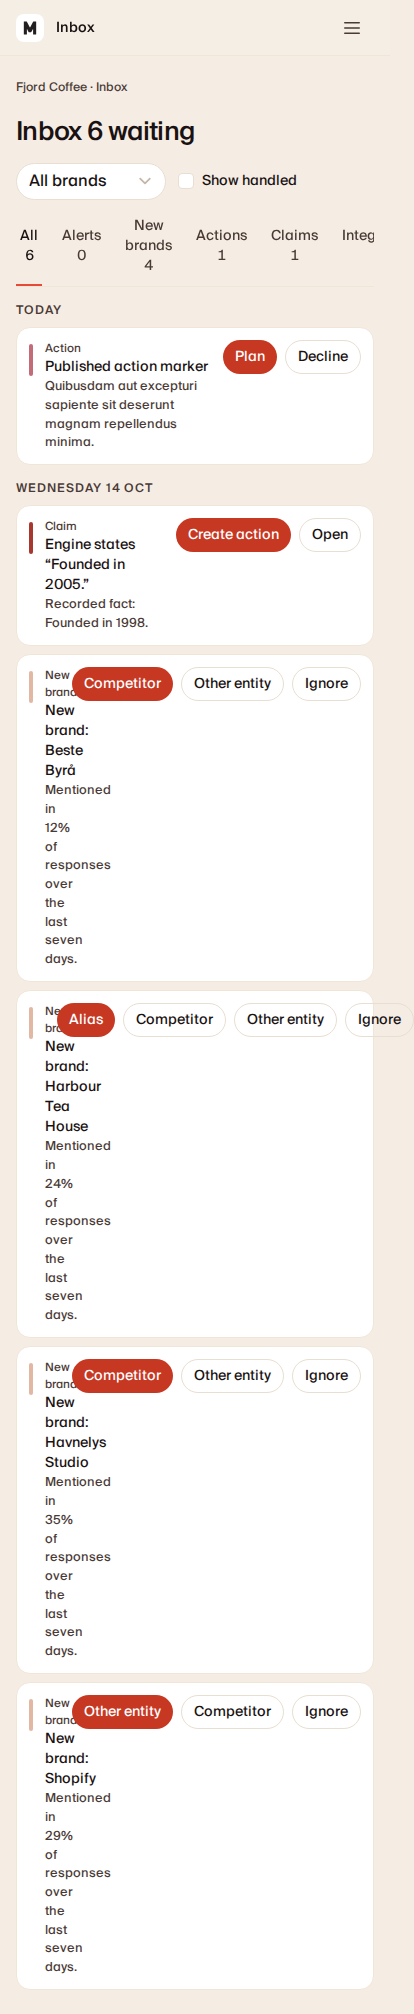 M Inbox
Fjord Coffee · Inbox
Inbox 6 waiting
All brands
Show handled
All
6
Alerts
0
New
brands
4
Actions
1
Claims
1
Integ
TODAY
Action
Published action marker
Quibusdam aut excepturi
sapiente sit deserunt
magnam repellendus
minima.
Plan
Decline
WEDNESDAY 14 OCT
Claim
Engine states
“Founded in
2005.”
Recorded fact:
Founded in 1998.
Create action
Open
New
brand
Competitor
Other entity
Ignore
New
brand:
Beste
Byrå
Mentioned
in
12%
of
responses
over
the
last
seven
days.
Alias
Competitor
Other entity
Ignore
New
brand:
Harbour
Tea
House
Mentioned
in
24%
of
responses
over
the
last
seven
days.
New
brand
Competitor
Other entity
Ignore
New
brand:
Havnelys
Studio
Mentioned
in
35%
of
responses
over
the
last
seven
days.
New
brand
Other entity
Competitor
Ignore
New
brand:
Shopify
Mentioned
in
29%
of
responses
over
the
last
seven
days.